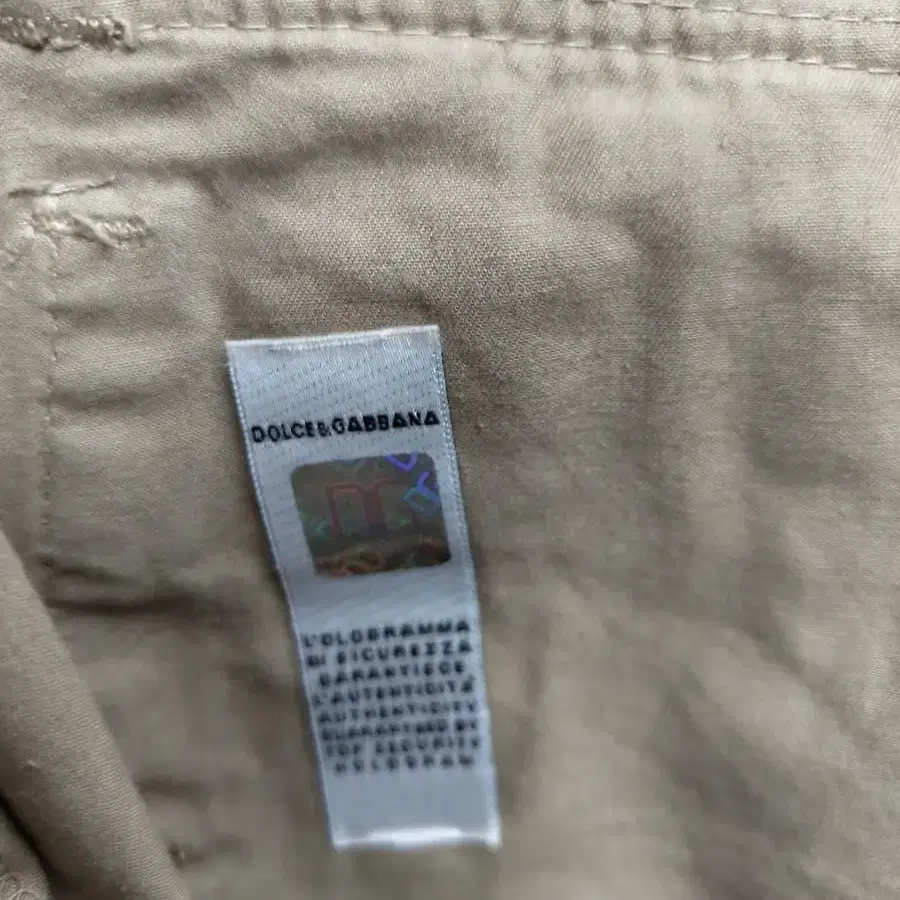 DOLCE&GABBANA
L'OLOGRAMMA
DI SICUREZZA
GARANTISCE
L'AUTENTICITÀ
AUTHENTICITY
GUARANTEED BY
TOP SECURITY
HOLOGRAM